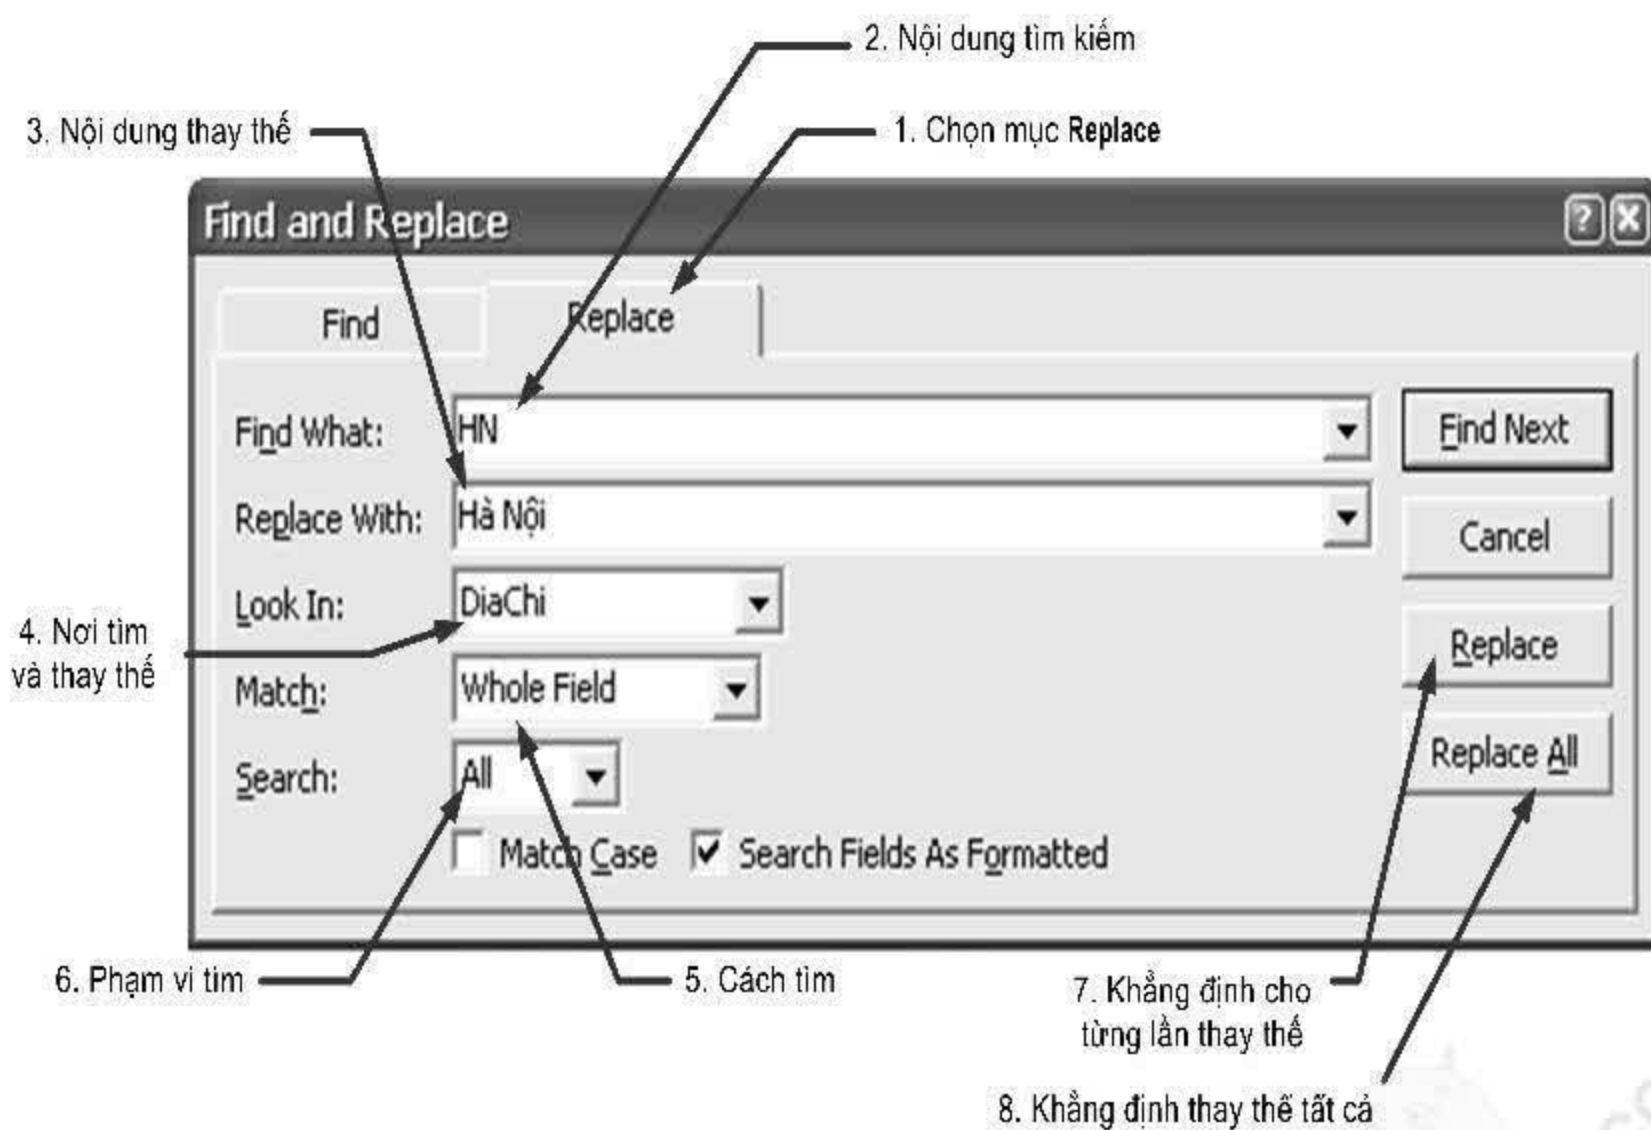 2. Nội dung tìm kiếm
3. Nội dung thay thế
1. Chọn mục Replace
Find and Replace
Find
Replace
Find What:
HN
Find Next
Replace With:
Hà Nội
Cancel
Look In:
DiaChi
4. Nơi tìm
và thay thế
Replace
Match:
Whole Field
Replace All
Search:
All
Match Case
Search Fields As Formatted
6. Phạm vi tìm
5. Cách tìm
7. Khẳng định cho
từng lần thay thế
8. Khẳng định thay thế tất cả